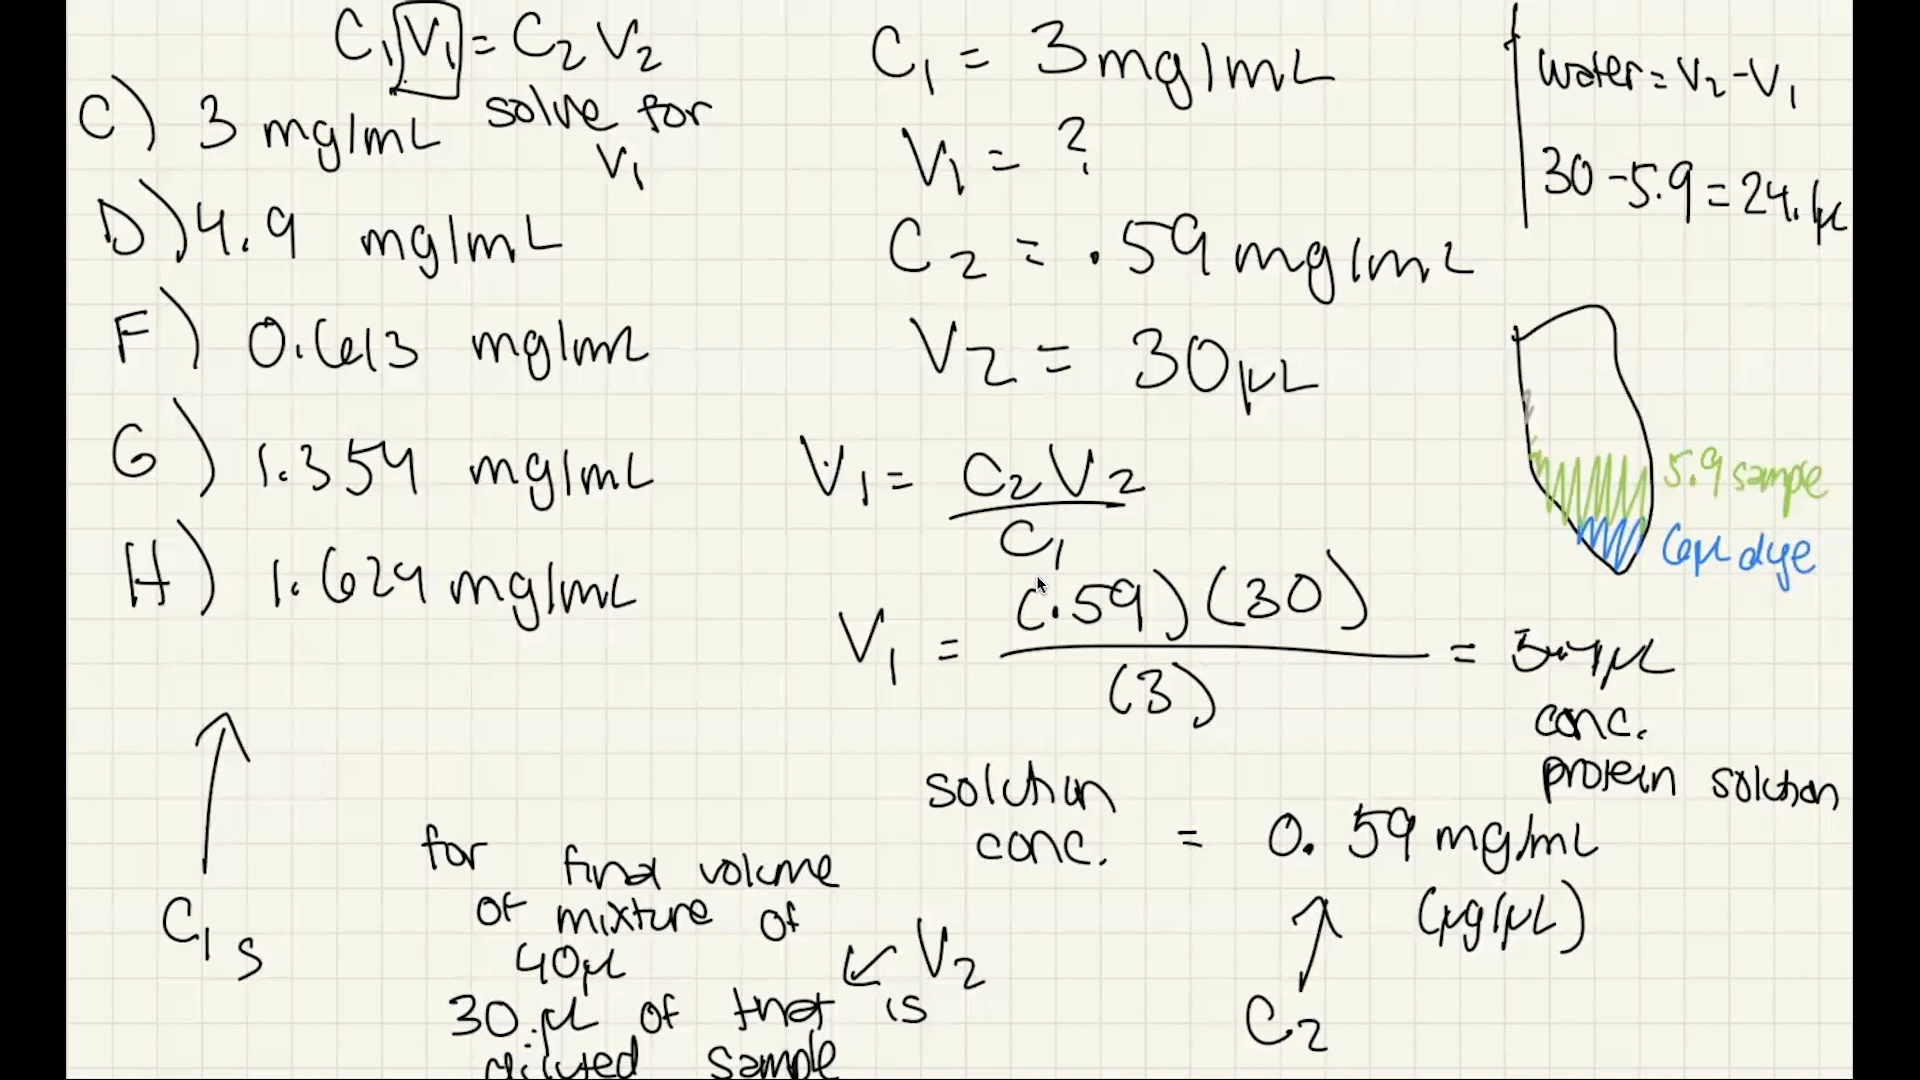 C₁V₁ = C₂V₂
solve for
V₁
C) 3 mg/mL
D) 4.9 mg/mL
F) 0.613 mg/mL
G) 1.354 mg/mL
H) 1.629 mg/mL
C₁s
C₁ = 3mg/mL
V₁ = ?
C₂ = .59 mg/mL
V₂ = 30μL
V₁ = C₂V₂
C₁
V₁ = (.59)(30)
(3)
conc.
protein solution
water = V₂ - V₁
30 - 5.9 = 24.1μL
5.9 sample
6μL dye
solution
conc. = 0.59 mg/mL
(μg/μL)
C₂
for final volume
of mixture of
40μL
V₂
30 μL of that is
diluted sample